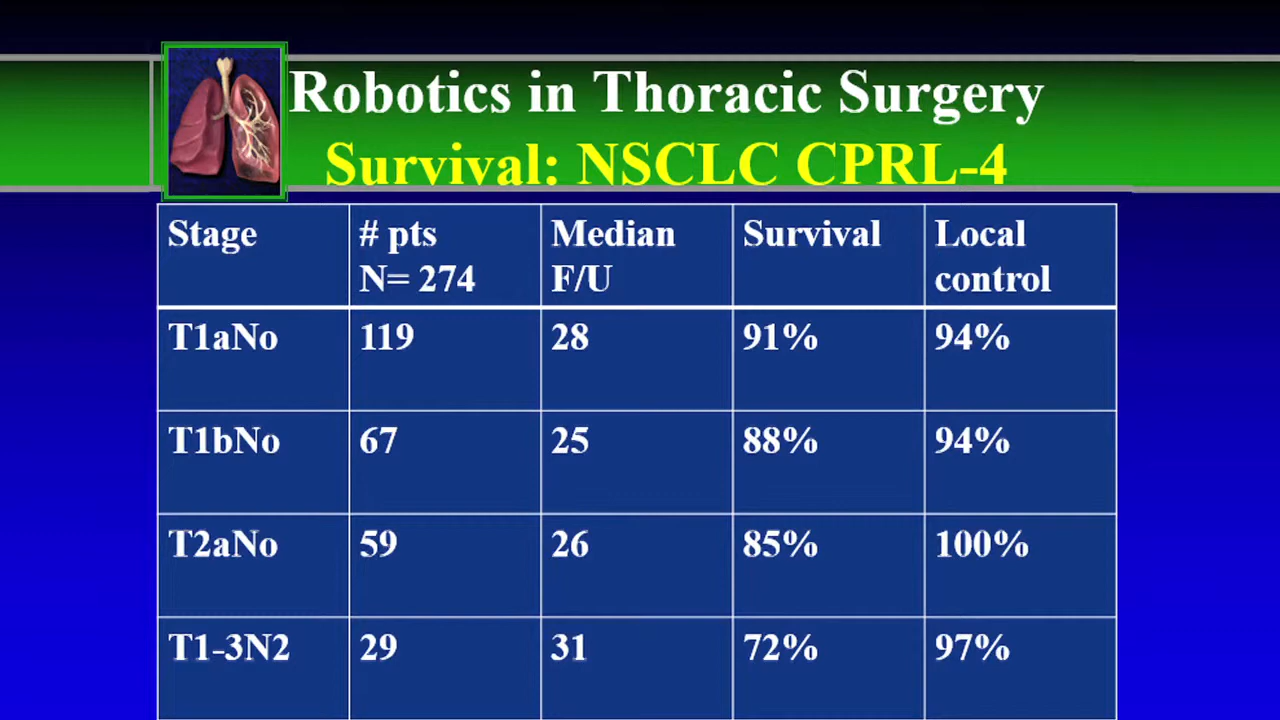 Robotics in Thoracic Surgery
Survival: NSCLC CPRL-4
Stage
# pts
N= 274
Median
F/U
Survival
Local
control
T1aNo
119
28
91%
94%
T1bNo
67
25
88%
94%
T2aNo
59
26
85%
100%
T1-3N2
29
31
72%
97%